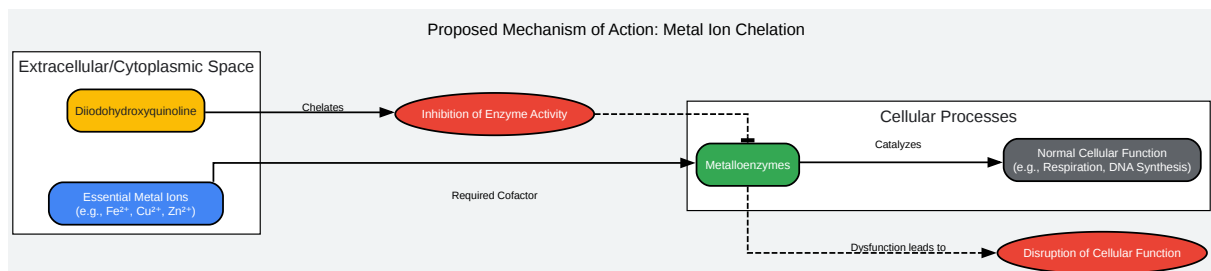 Proposed Mechanism of Action: Metal Ion Chelation
Extracellular/Cytoplasmic Space
Diiodohydroxyquinoline
Chelates
Inhibition of Enzyme Activity
Cellular Processes
Metalloenzymes
Catalyzes
Normal Cellular Function
(e.g., Respiration, DNA Synthesis)
Essential Metal Ions
(e.g., Fe²⁺, Cu²⁺, Zn²⁺)
Required Cofactor
Dysfunction leads to
Disruption of Cellular Function